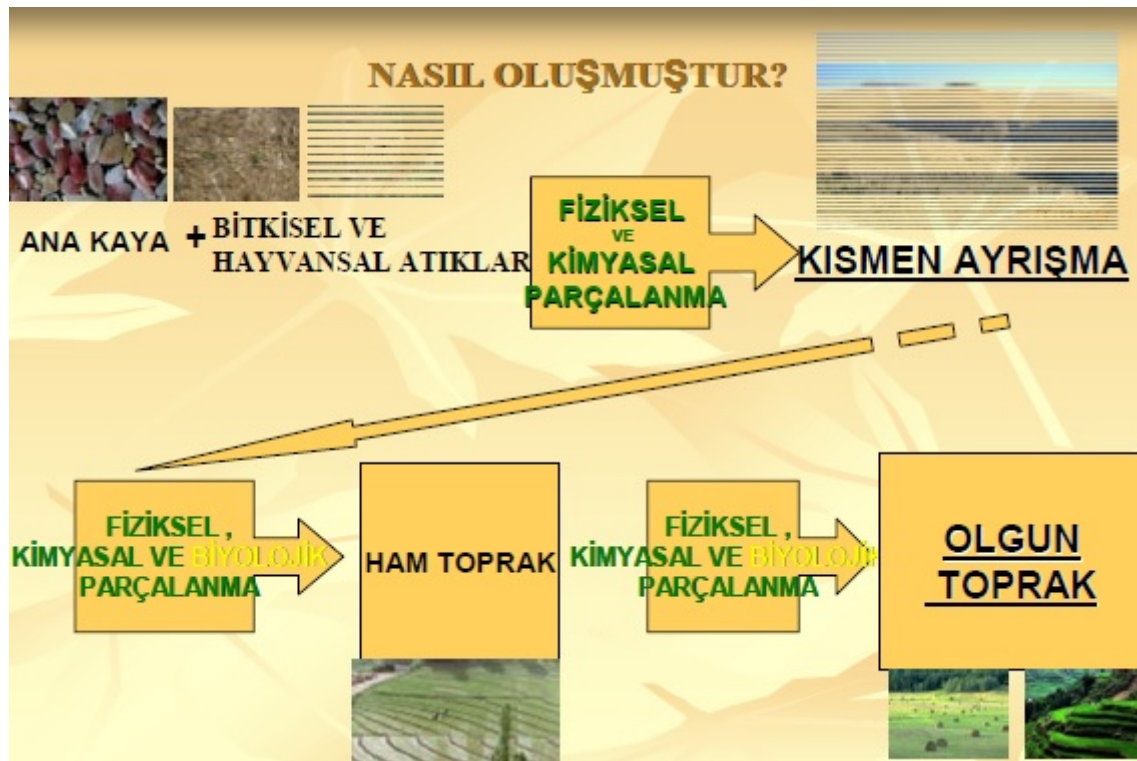 NASIL OLUŞMUŞTUR?
ANA KAYA + BİTKİSEL VE
HAYVANSAL ATIKLAR
FİZİKSEL
VE
KİMYASAL
PARÇALANMA
KISMEN AYRIŞMA
FİZİKSEL ,
KİMYASAL VE BİYOLOJİK
PARÇALANMA
HAM TOPRAK
FİZİKSEL ,
KİMYASAL VE BİYOLOJİK
PARÇALANMA
OLGUN
TOPRAK